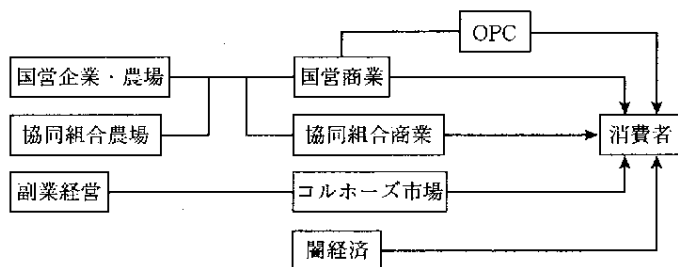 OPC
国営企業・農場
国営商業
協同組合農場
協同組合商業
消費者
副業経営
コルホーズ市場
闇経済